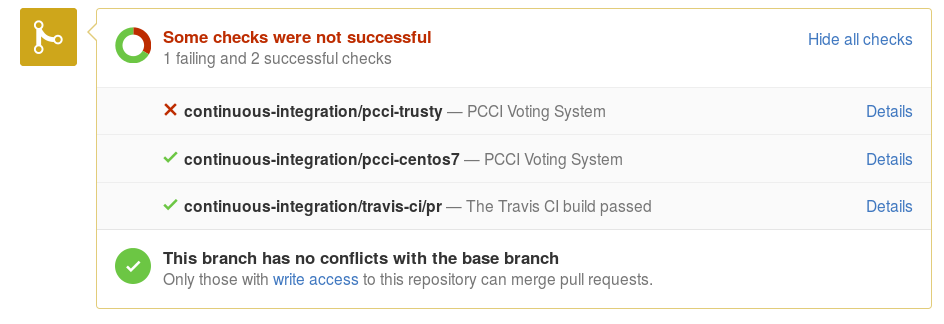 Some checks were not successful
Hide all checks
1 failing and 2 successful checks
continuous-integration/pcci-trusty — PCCI Voting System Details
continuous-integration/pcci-centos7 — PCCI Voting System Details
continuous-integration/travis-ci/pr — The Travis CI build passed Details
This branch has no conflicts with the base branch
Only those with write access to this repository can merge pull requests.